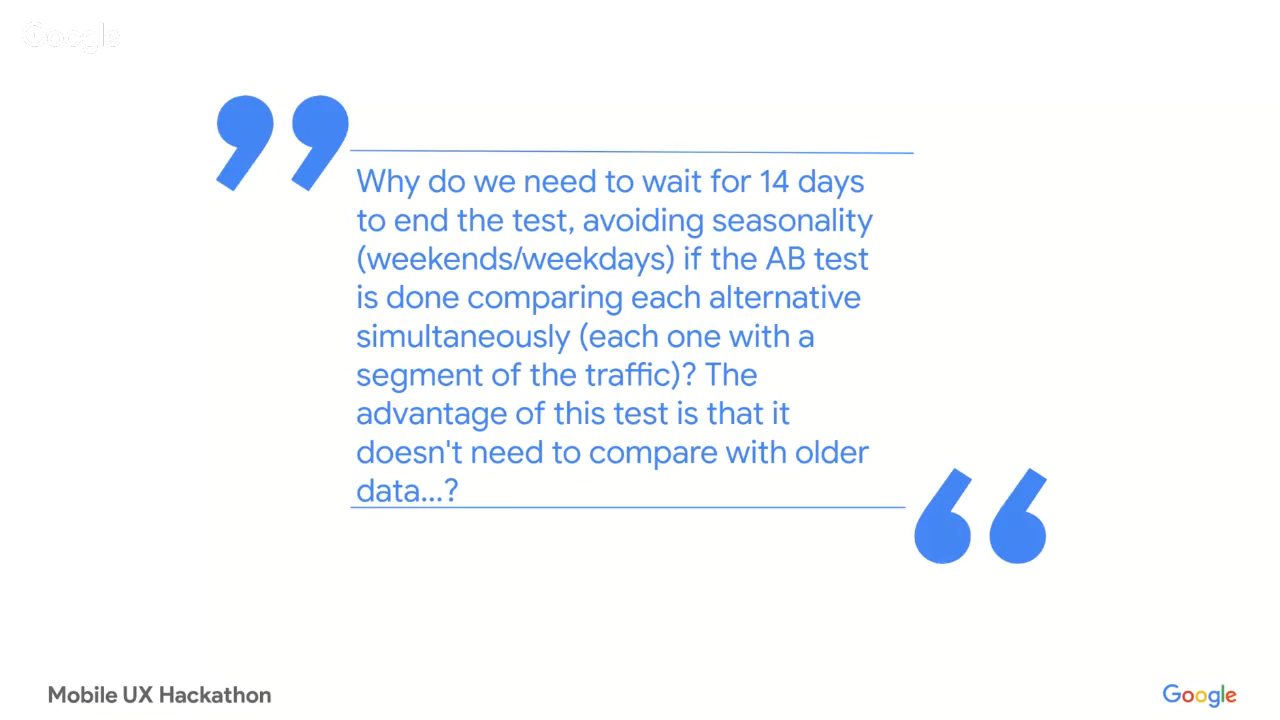 Google
Why do we need to wait for 14 days
to end the test, avoiding seasonality
(weekends/weekdays) if the AB test
is done comparing each alternative
simultaneously (each one with a
segment of the traffic)? The
advantage of this test is that it
doesn't need to compare with older
data...?
Mobile UX Hackathon
Google